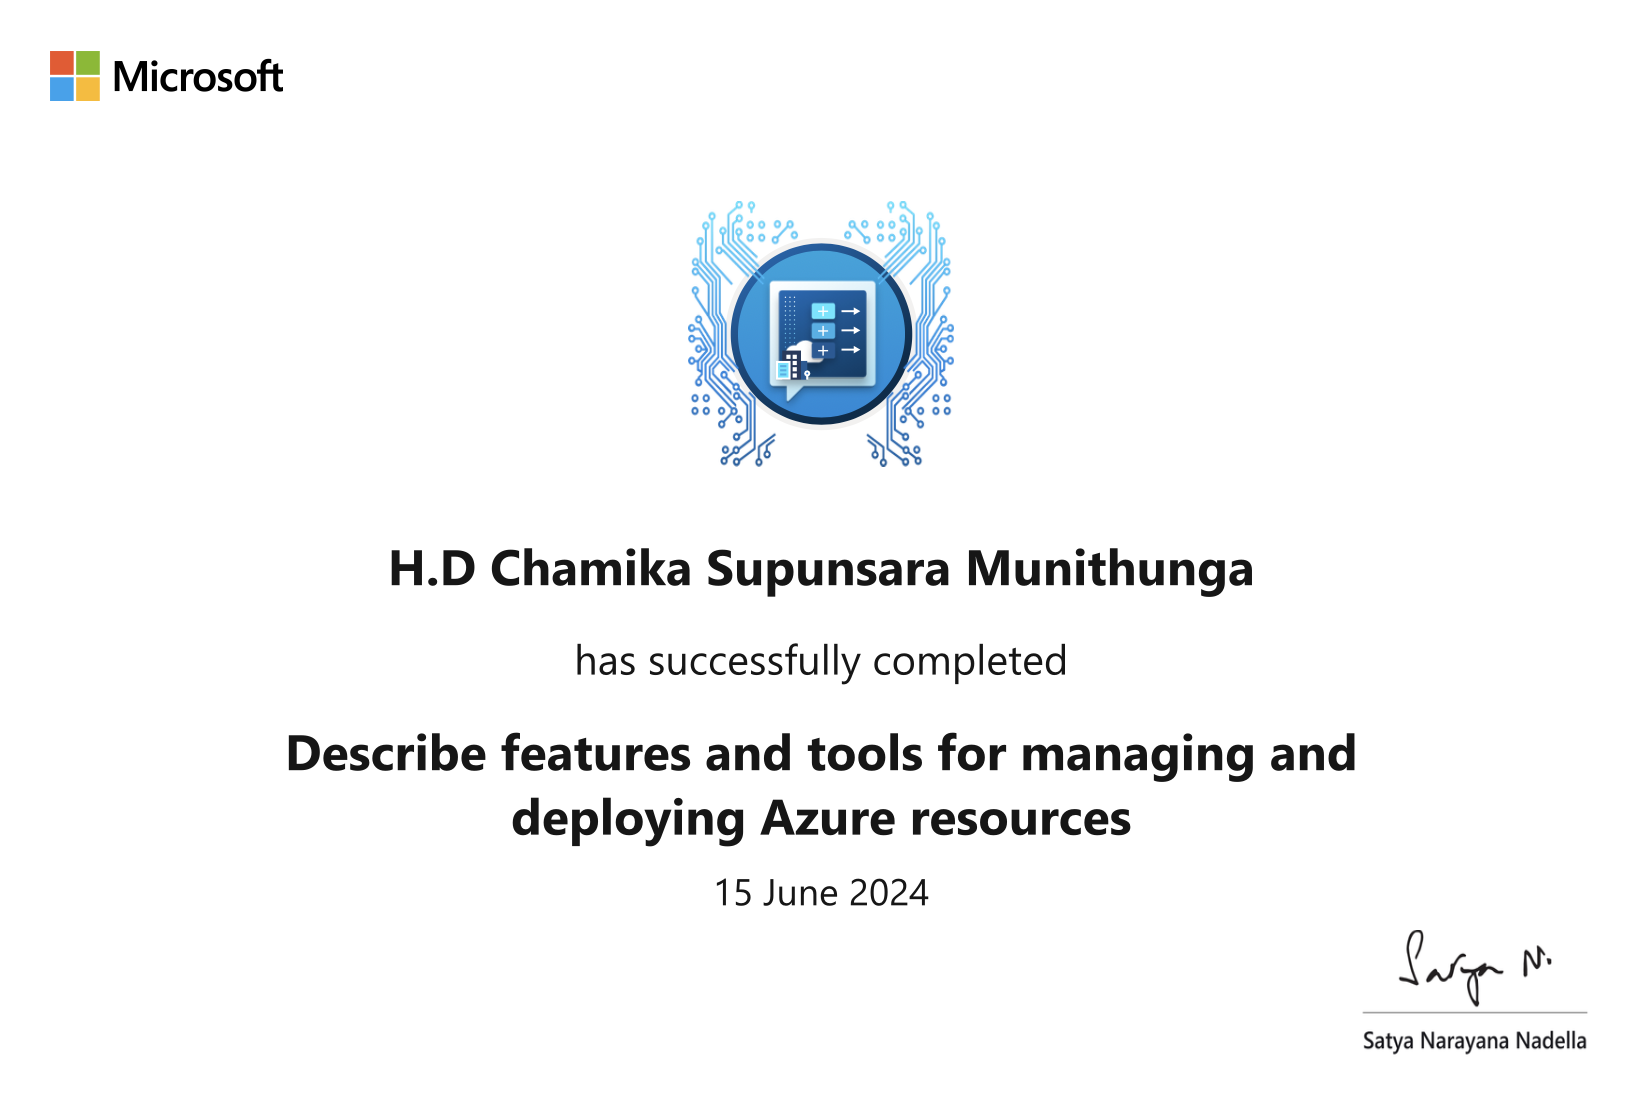 Microsoft
H.D Chamika Supunsara Munithunga
has successfully completed
Describe features and tools for managing and
deploying Azure resources
15 June 2024
Satya N.
Satya Narayana Nadella